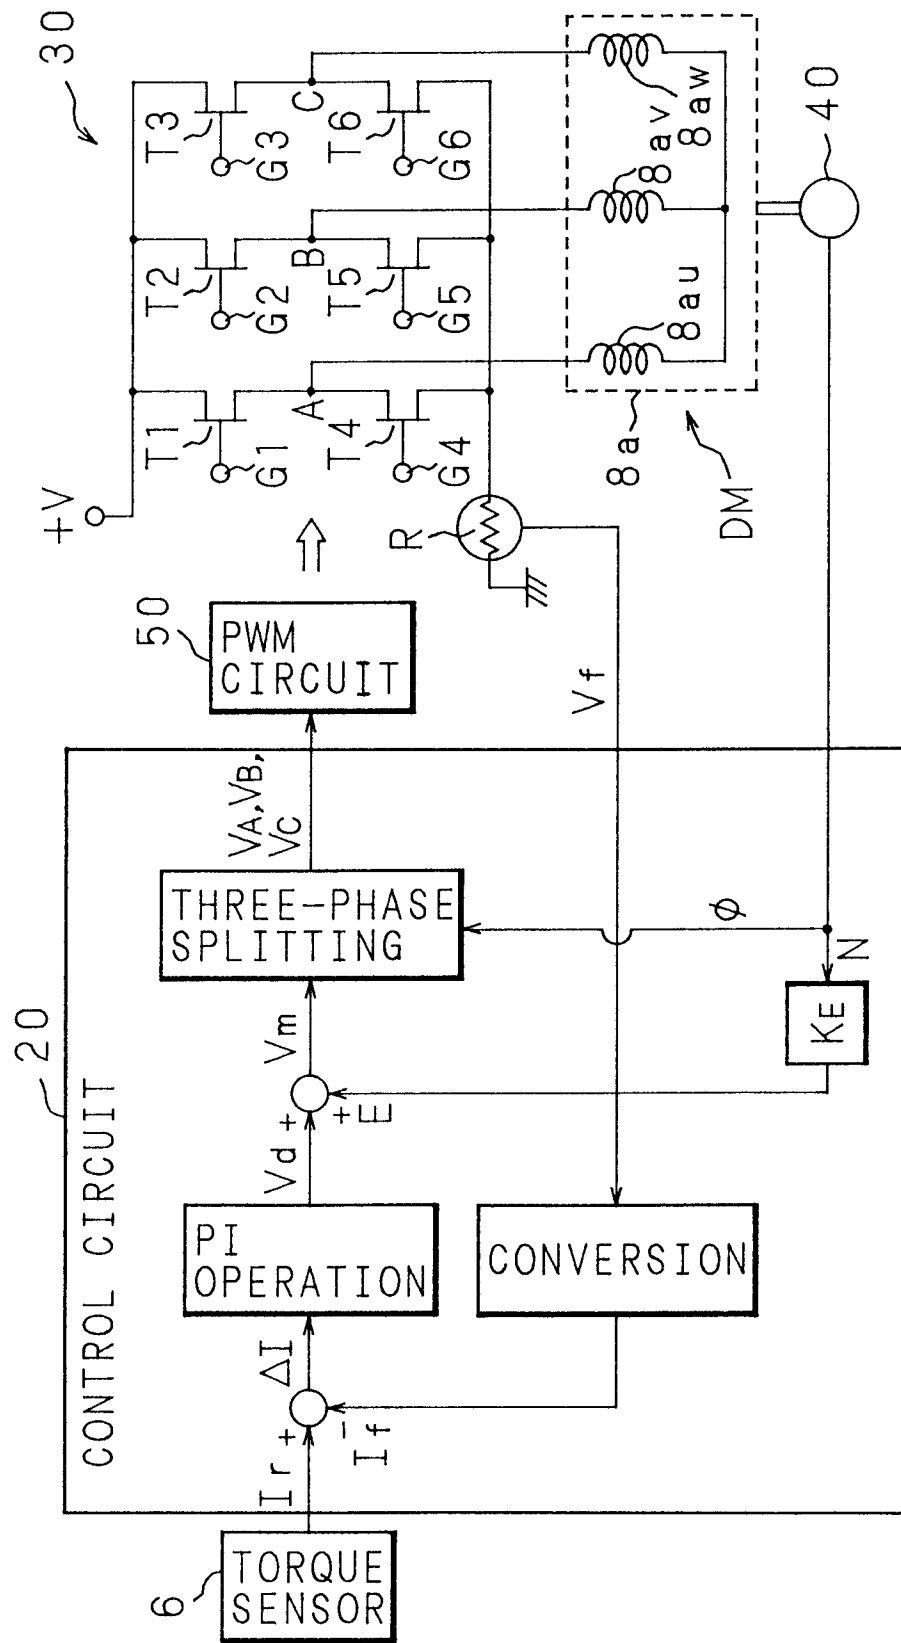 30
+V
T1
T2
T3
G1
G2
G3
A
B
C
T4
T5
T6
G4
G5
G6
R
8a
8au
8av
8aw
DM
40
50
PWM
CIRCUIT
Vf
20
CONTROL CIRCUIT
6
TORQUE
SENSOR
Ir
+
-
If
ΔI
PI
OPERATION
Vd
+
+
E
Vm
THREE-PHASE
SPLITTING
VA,VB,
VC
CONVERSION
φ
N
KE